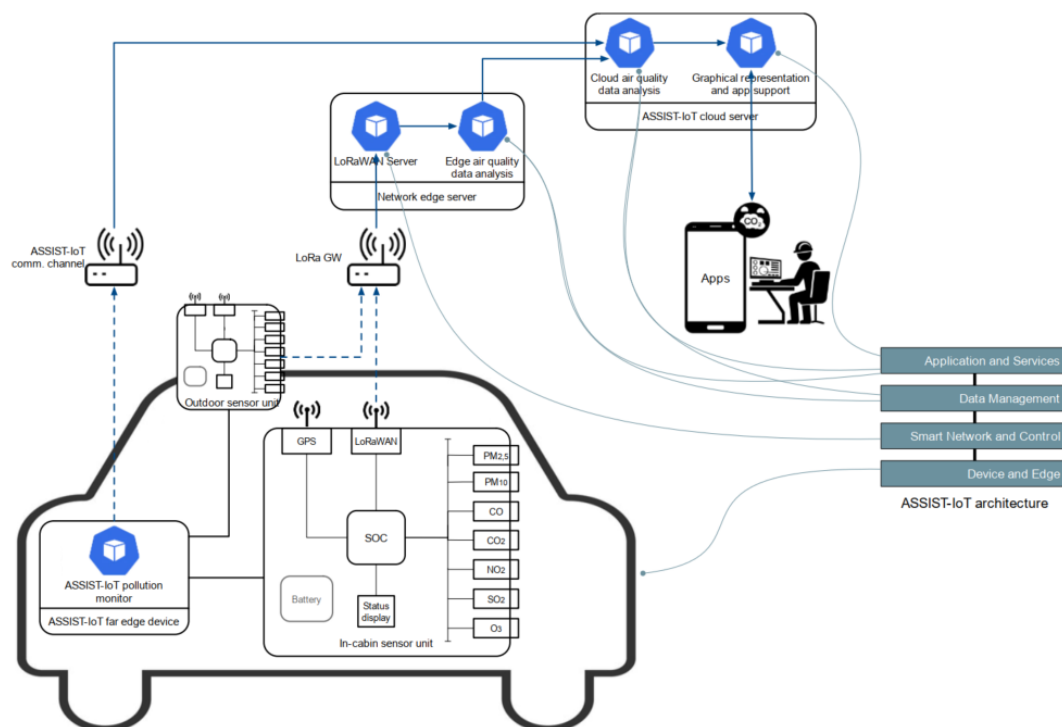 Cloud air quality
data analysis
Graphical representation
and app support
ASSIST-IoT cloud server
LoRaWAN Server
Edge air quality
data analysis
Network edge server
ASSIST-IoT
comm. channel
LoRa GW
CO2
Apps
Outdoor sensor unit
GPS
LoRaWAN
PM2,5
PM10
CO
CO2
NO2
SO2
O3
SOC
Battery
Status
display
In-cabin sensor unit
ASSIST-IoT pollution
monitor
ASSIST-IoT far edge device
Application and Services
Data Management
Smart Network and Control
Device and Edge
ASSIST-IoT architecture